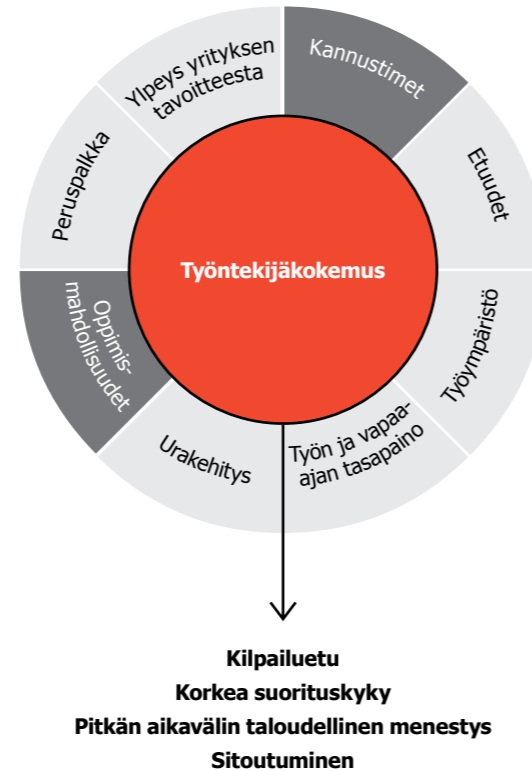 Ylpeys yrityksen
tavoitteesta
Kannustimet
Etuudet
Työympäristö
Työn ja vapaa-
ajan tasapaino
Urakehitys
Oppimis-
mahdollisuudet
Peruspalkka
Työntekijäkokemus
Kilpailuetu
Korkea suorituskyky
Pitkän aikavälin taloudellinen menestys
Sitoutuminen